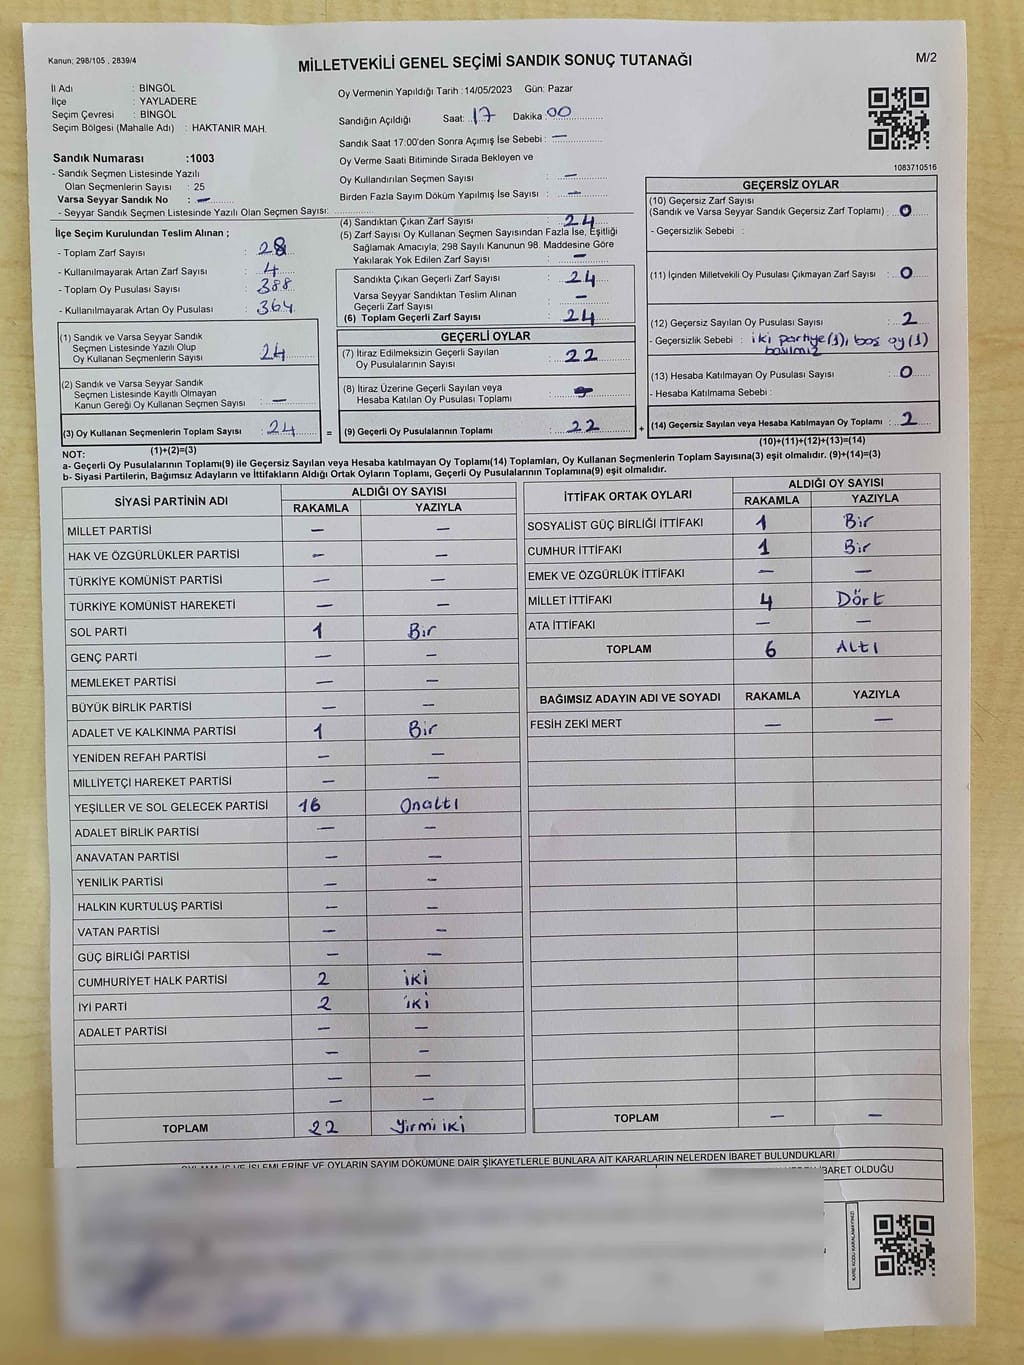 Kanun; 298/105 , 2839/4
MİLLETVEKİLİ GENEL SEÇİMİ SANDIK SONUÇ TUTANAĞI
M/2
İl Adı : BİNGÖL
İlçe : YAYLADERE
Seçim Çevresi : BİNGÖL
Seçim Bölgesi (Mahalle Adı) : HAKTANIR MAH.
Oy Vermenin Yapıldığı Tarih :14/05/2023 Gün: Pazar
Sandığın Açıldığı Saat: 17 Dakika: 00
Sandık Saat 17:00'den Sonra Açımış İse Sebebi: —
Oy Verme Saati Bitiminde Sırada Bekleyen ve
Oy Kullandırılan Seçmen Sayısı : —
Birden Fazla Sayım Döküm Yapılmış İse Sayısı : —
1083710516
Sandık Numarası :1003
- Sandık Seçmen Listesinde Yazılı
Olan Seçmenlerin Sayısı : 25
Varsa Seyyar Sandık No : —
- Seyyar Sandık Seçmen Listesinde Yazılı Olan Seçmen Sayısı:
İlçe Seçim Kurulundan Teslim Alınan ;
- Toplam Zarf Sayısı : 28
- Kullanılmayarak Artan Zarf Sayısı : 4
- Toplam Oy Pusulası Sayısı : 388
- Kullanılmayarak Artan Oy Pusulası : 364
(1) Sandık ve Varsa Seyyar Sandık
Seçmen Listesinde Yazılı Olup
Oy Kullanan Seçmenlerin Sayısı : 24
(2) Sandık ve Varsa Seyyar Sandık
Seçmen Listesinde Kayıtlı Olmayan
Kanun Gereği Oy Kullanan Seçmen Sayısı : —
(3) Oy Kullanan Seçmenlerin Toplam Sayısı : 24
(1)+(2)=(3)
(4) Sandıktan Çıkan Zarf Sayısı : 24
(5) Zarf Sayısı Oy Kullanan Seçmen Sayısından Fazla İse, Eşitliği
Sağlamak Amacıyla; 298 Sayılı Kanunun 98. Maddesine Göre
Yakılarak Yok Edilen Zarf Sayısı : —
Sandıkta Çıkan Geçerli Zarf Sayısı : 24
Varsa Seyyar Sandıktan Teslim Alınan
Geçerli Zarf Sayısı : —
(6) Toplam Geçerli Zarf Sayısı : 24
GEÇERLİ OYLAR
(7) İtiraz Edilmeksizin Geçerli Sayılan
Oy Pusulalarının Sayısı : 22
(8) İtiraz Üzerine Geçerli Sayılan veya
Hesaba Katılan Oy Pusulası Toplamı :
= (9) Geçerli Oy Pusulalarının Toplamı : 22 +
GEÇERSİZ OYLAR
(10) Geçersiz Zarf Sayısı
(Sandık ve Varsa Seyyar Sandık Geçersiz Zarf Toplamı) : 0
- Geçersizlik Sebebi :
(11) İçinden Milletvekili Oy Pusulası Çıkmayan Zarf Sayısı : 0
(12) Geçersiz Sayılan Oy Pusulası Sayısı : 2
- Geçersizlik Sebebi : iki partiye(1), boş oy(1)
(13) Hesaba Katılmayan Oy Pusulası Sayısı : 0
- Hesaba Katılmama Sebebi :
(14) Geçersiz Sayılan veya Hesaba Katılmayan Oy Toplamı : 2
(10)+(11)+(12)+(13)=(14)
NOT:
a- Geçerli Oy Pusulalarının Toplamı(9) ile Geçersiz Sayılan veya Hesaba Katılmayan Oy Toplamı(14) Toplamları, Oy Kullanan Seçmenlerin Toplam Sayısına(3) eşit olmalıdır. (9)+(14)=(3)
b- Siyasi Partilerin, Bağımsız Adayların ve İttifakların Aldığı Ortak Oyların Toplamı, Geçerli Oy Pusulalarının Toplamına(9) eşit olmalıdır.
SİYASİ PARTİNİN ADI ALDIĞI OY SAYISI
RAKAMLA YAZIYLA
MİLLET PARTİSİ — —
HAK VE ÖZGÜRLÜKLER PARTİSİ — —
TÜRKİYE KOMÜNİST PARTİSİ — —
TÜRKİYE KOMÜNİST HAREKETİ — —
SOL PARTİ 1 Bir
GENÇ PARTİ — —
MEMLEKET PARTİSİ — —
BÜYÜK BİRLİK PARTİSİ — —
ADALET VE KALKINMA PARTİSİ 1 Bir
YENİDEN REFAH PARTİSİ — —
MİLLİYETÇİ HAREKET PARTİSİ — —
YEŞİLLER VE SOL GELECEK PARTİSİ 16 Onaltı
ADALET BİRLİK PARTİSİ — —
ANAVATAN PARTİSİ — —
YENİLİK PARTİSİ — —
HALKIN KURTULUŞ PARTİSİ — —
VATAN PARTİSİ — —
GÜÇ BİRLİĞİ PARTİSİ — —
CUMHURİYET HALK PARTİSİ 2 iki
İYİ PARTİ 2 iki
ADALET PARTİSİ — —
— —
— —
— —
TOPLAM 22 Yirmi iki
İTTİFAK ORTAK OYLARI ALDIĞI OY SAYISI
RAKAMLA YAZIYLA
SOSYALİST GÜÇ BİRLİĞİ İTTİFAKI 1 Bir
CUMHUR İTTİFAKI 1 Bir
EMEK VE ÖZGÜRLÜK İTTİFAKI — —
MİLLET İTTİFAKI 4 Dört
ATA İTTİFAKI — —
TOPLAM 6 Altı
BAĞIMSIZ ADAYIN ADI VE SOYADI RAKAMLA YAZIYLA
FESİH ZEKİ MERT — —
TOPLAM — —
OYLAMA İŞ VE İŞLEMLERİNE VE OYLARIN SAYIM DÖKÜMÜNE DAİR ŞİKAYETLERLE BUNLARA AİT KARARLARIN NELERDEN İBARET BULUNDUKLARI
İBARET OLDUĞU
KARE KODU KARALAMAYINIZ!